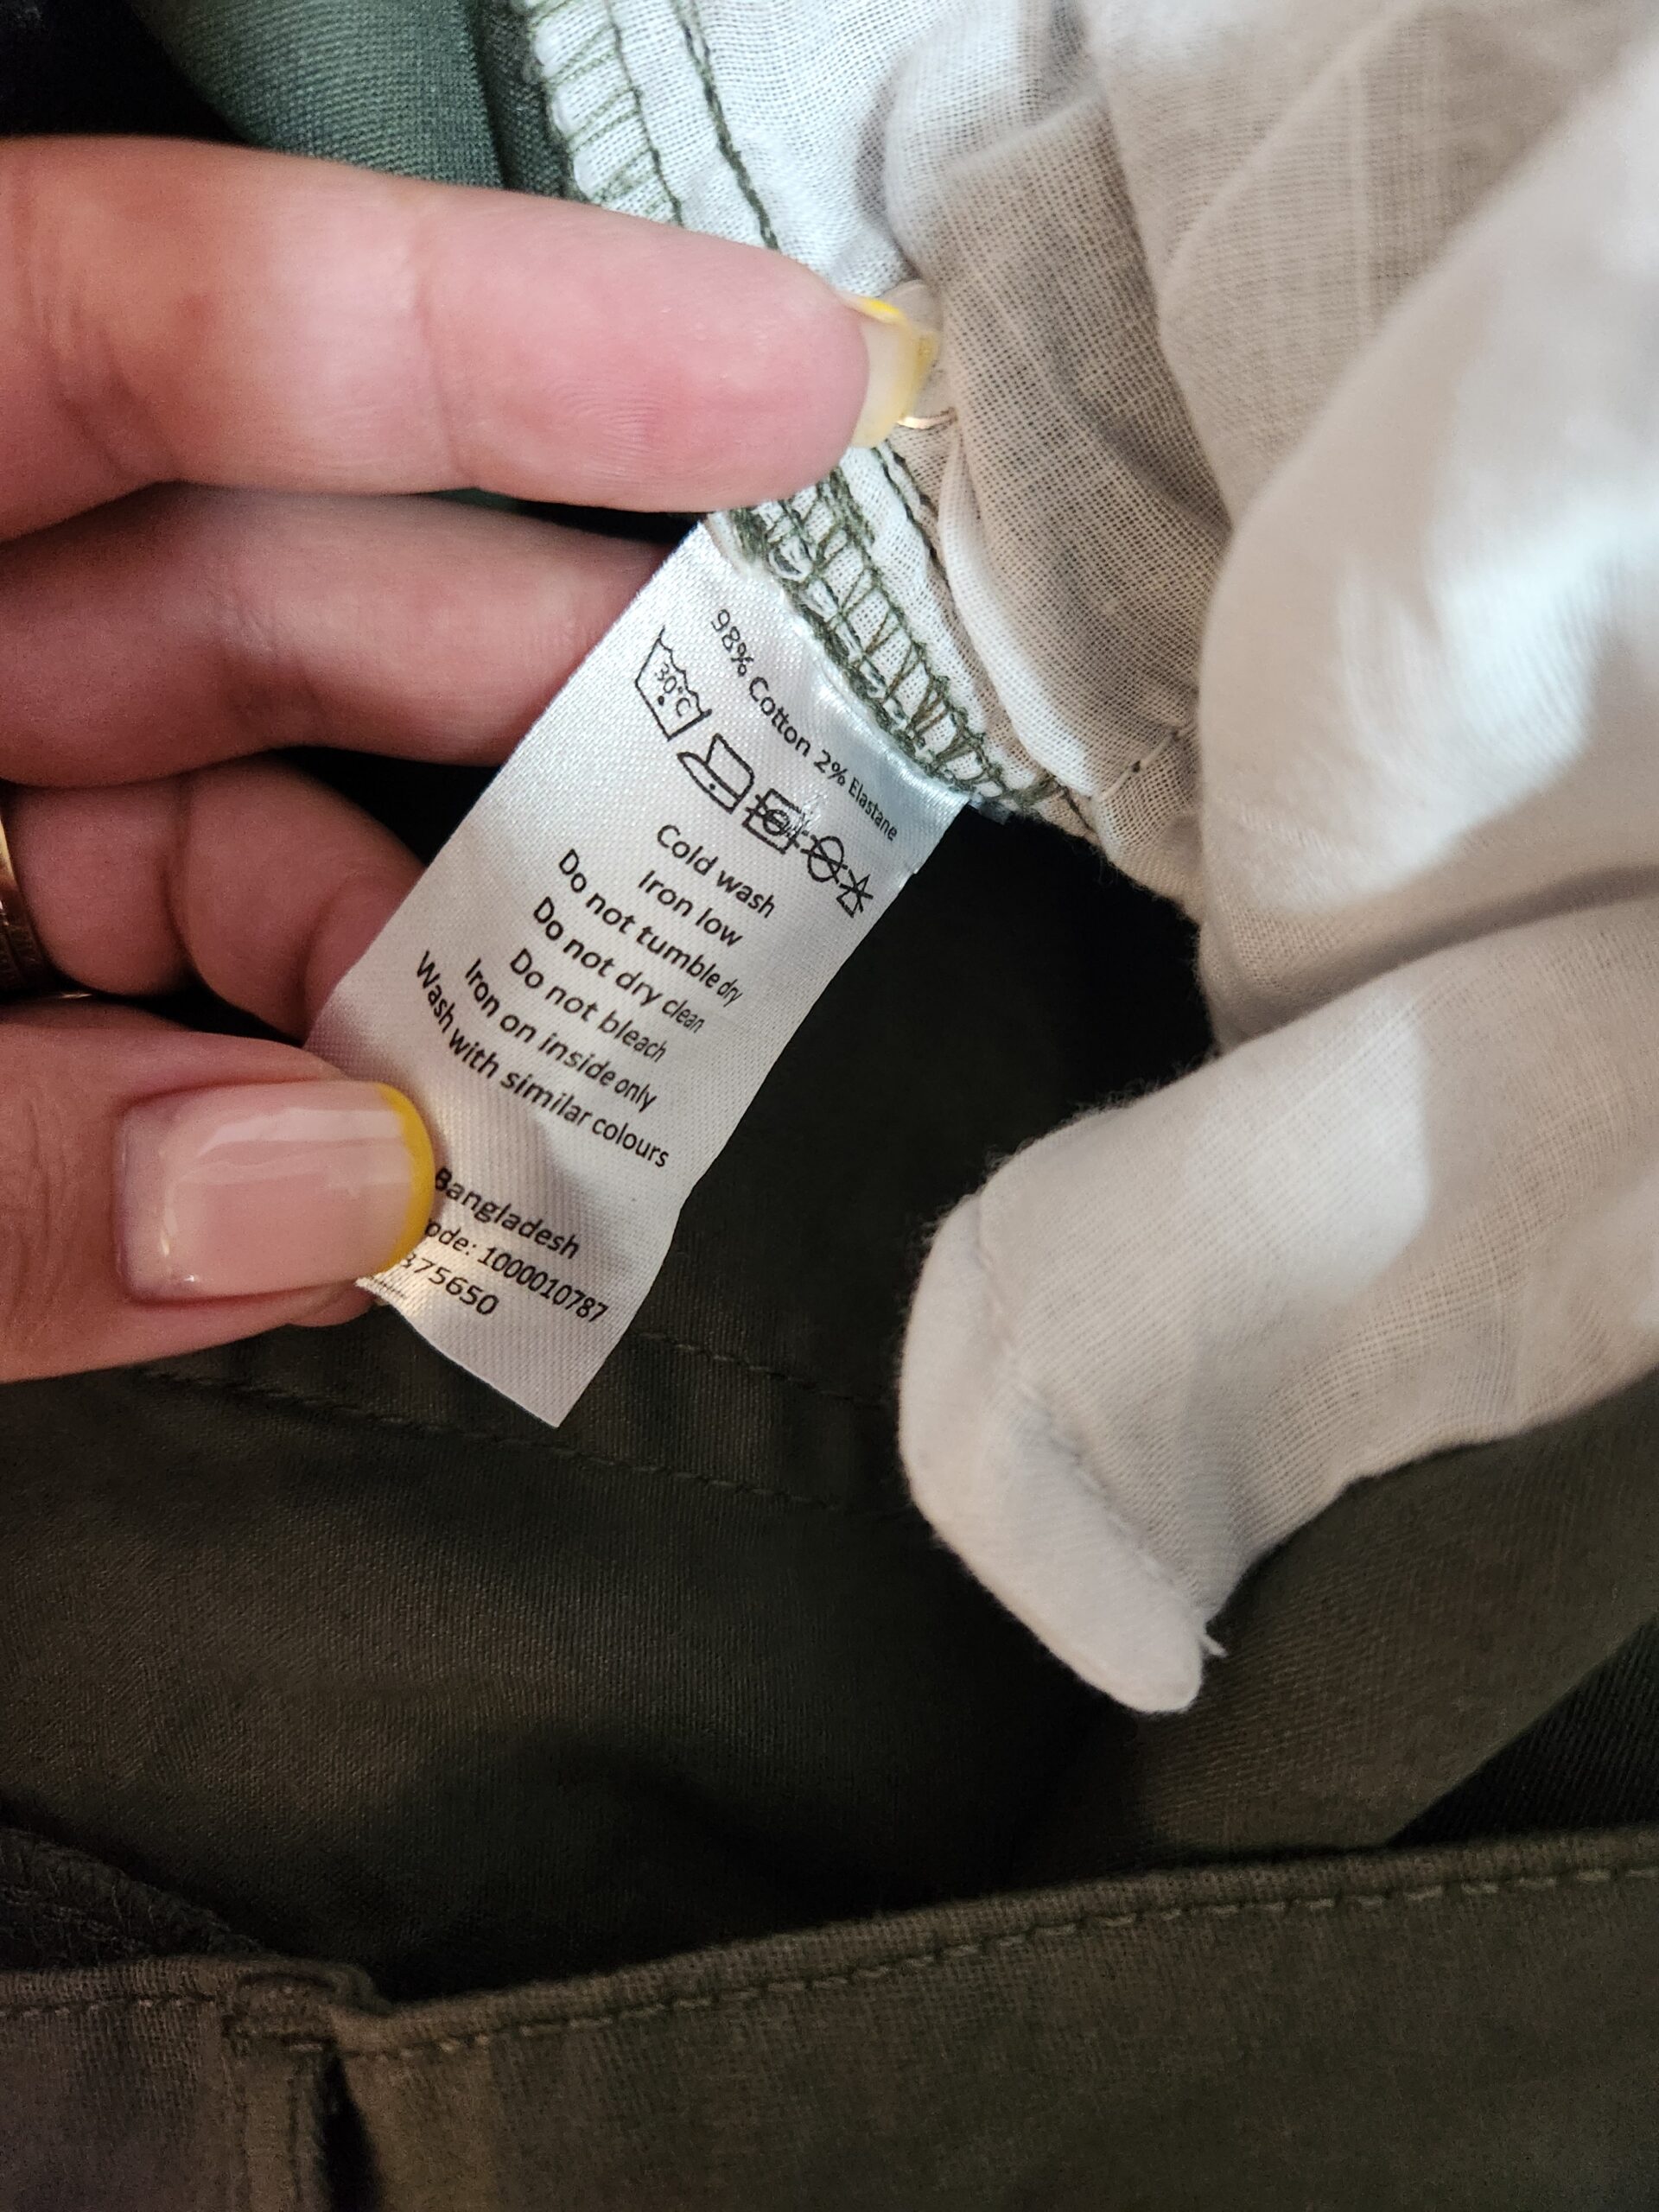 98% Cotton 2% Elastane
30°C
Cold wash
Iron low
Do not tumble dry
Do not dry clean
Do not bleach
Iron on inside only
Wash with similar colours
Bangladesh
ode: 1000010787
375650